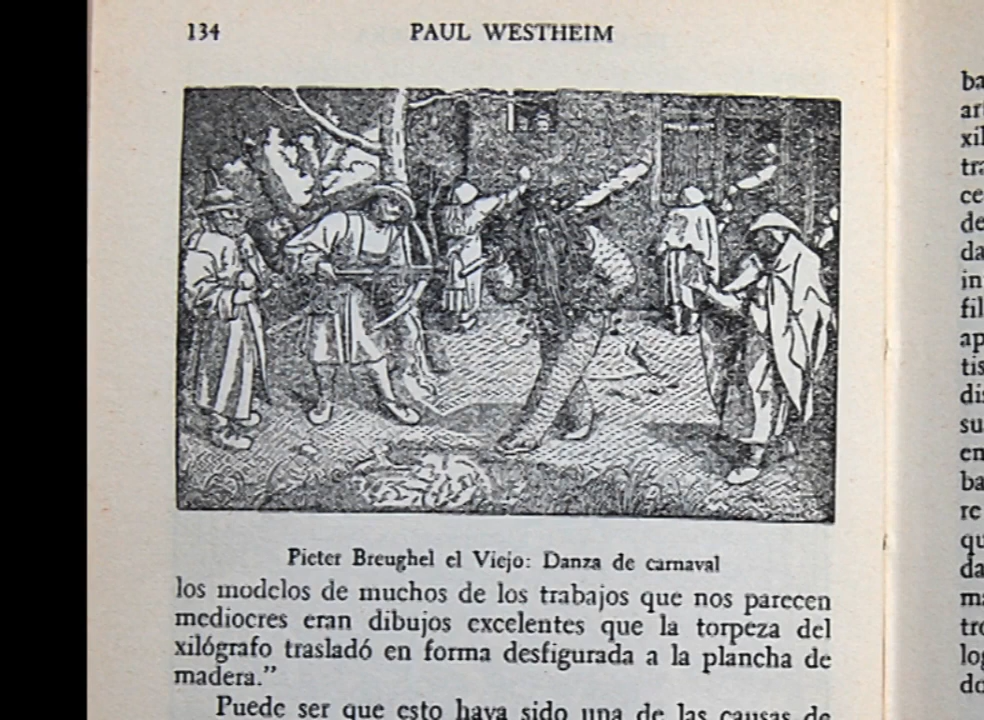 134
PAUL WESTHEIM
Pieter Breughel el Viejo: Danza de carnaval
los modelos de muchos de los trabajos que nos parecen
mediocres eran dibujos excelentes que la torpeza del
xilógrafo trasladó en forma desfigurada a la plancha de
madera.”
Puede ser que esto haya sido una de las causas de